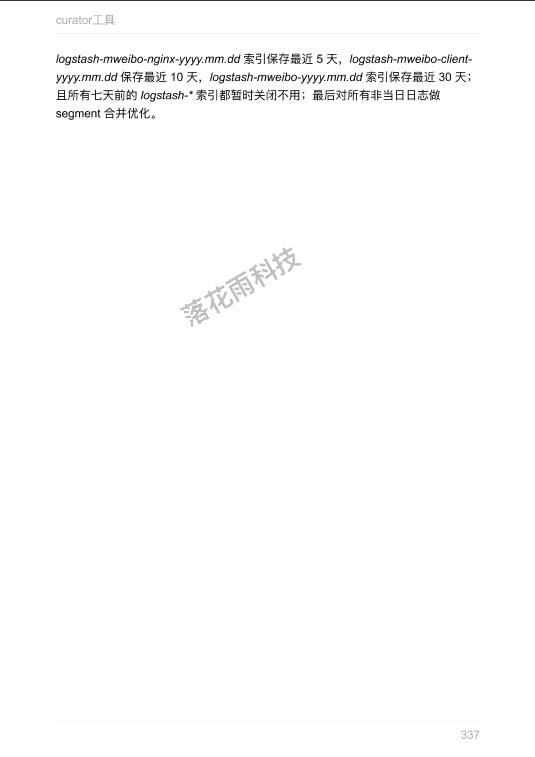 curator工具
logstash-mweibo-nginx-yyyy.mm.dd 索引保存最近 5 天，logstash-mweibo-client-
yyyy.mm.dd 保存最近 10 天，logstash-mweibo-yyyy.mm.dd 索引保存最近 30 天；
且所有七天前的 logstash-* 索引都暂时关闭不用；最后对所有非当日日志做
segment 合并优化。
落花雨科技
337